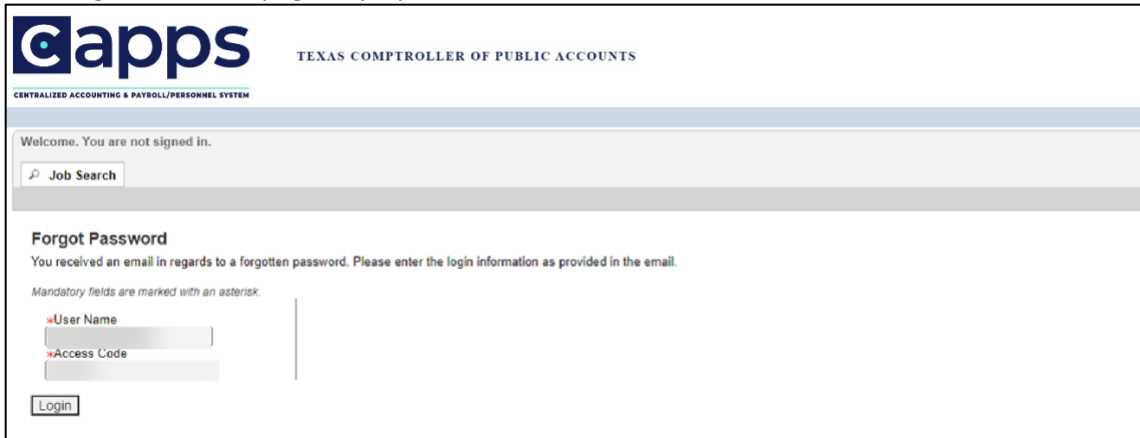 capps
CENTRALIZED ACCOUNTING & PAYROLL/PERSONNEL SYSTEM
TEXAS COMPTROLLER OF PUBLIC ACCOUNTS
Welcome. You are not signed in.
Job Search
Forgot Password
You received an email in regards to a forgotten password. Please enter the login information as provided in the email.
Mandatory fields are marked with an asterisk.
*User Name
*Access Code
Login